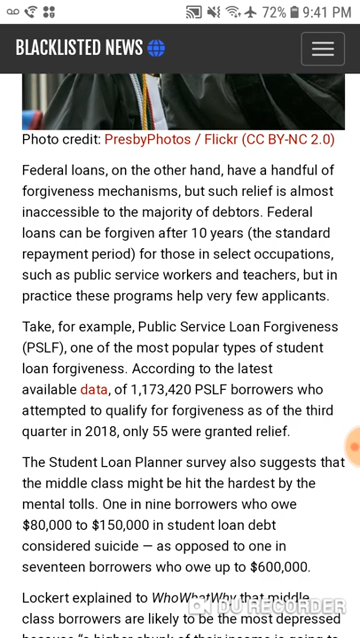 72% 9:41 PM
BLACKLISTED NEWS
Photo credit: PresbyPhotos / Flickr (CC BY-NC 2.0)
Federal loans, on the other hand, have a handful of
forgiveness mechanisms, but such relief is almost
inaccessible to the majority of debtors. Federal
loans can be forgiven after 10 years (the standard
repayment period) for those in select occupations,
such as public service workers and teachers, but in
practice these programs help very few applicants.
Take, for example, Public Service Loan Forgiveness
(PSLF), one of the most popular types of student
loan forgiveness. According to the latest
available data, of 1,173,420 PSLF borrowers who
attempted to qualify for forgiveness as of the third
quarter in 2018, only 55 were granted relief.
The Student Loan Planner survey also suggests that
the middle class might be hit the hardest by the
mental tolls. One in nine borrowers who owe
$80,000 to $150,000 in student loan debt
considered suicide — as opposed to one in
seventeen borrowers who owe up to $600,000.
Lockert explained to WhoWhatWhy that middle
class borrowers are likely to be the most depressed
because "a higher chunk of their income is going to
DU RECORDER